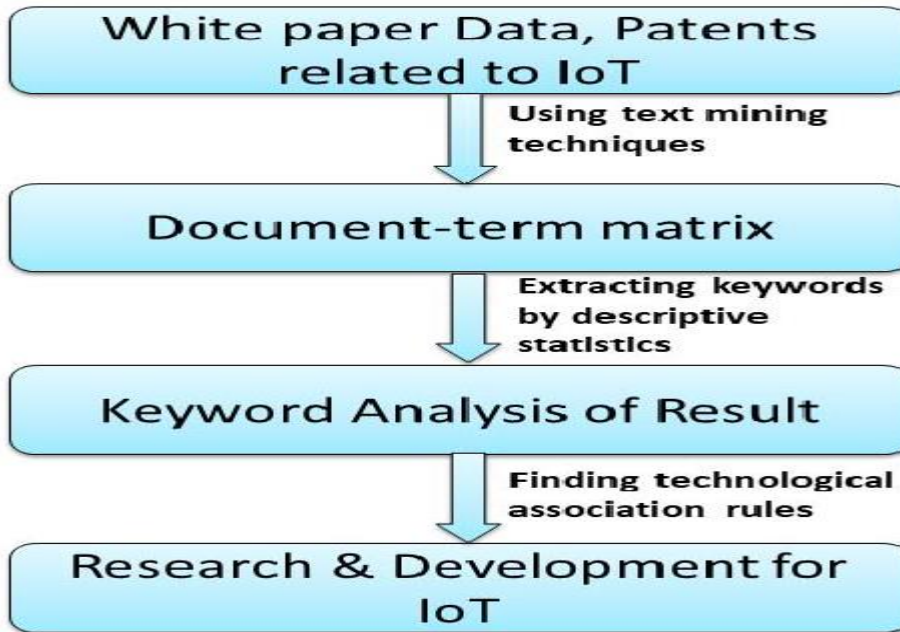 White paper Data, Patents
related to IoT
Using text mining
techniques
Document-term matrix
Extracting keywords
by descriptive
statistics
Keyword Analysis of Result
Finding technological
association rules
Research & Development for
IoT